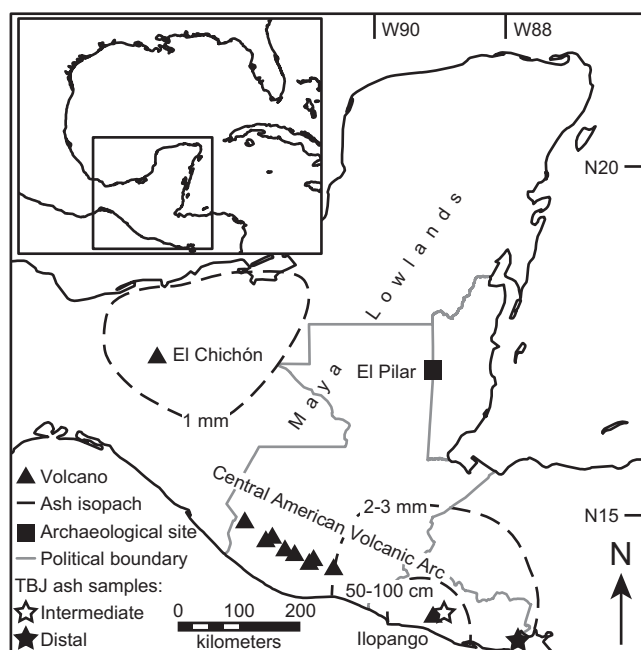 W90
W88
N20
Maya Lowlands
El Chichón
El Pilar
1 mm
Central American Volcanic Arc
2-3 mm
N15
50-100 cm
Ilopango
N
Volcano
Ash isopach
Archaeological site
Political boundary
TBJ ash samples:
Intermediate
Distal
0 100 200
kilometers